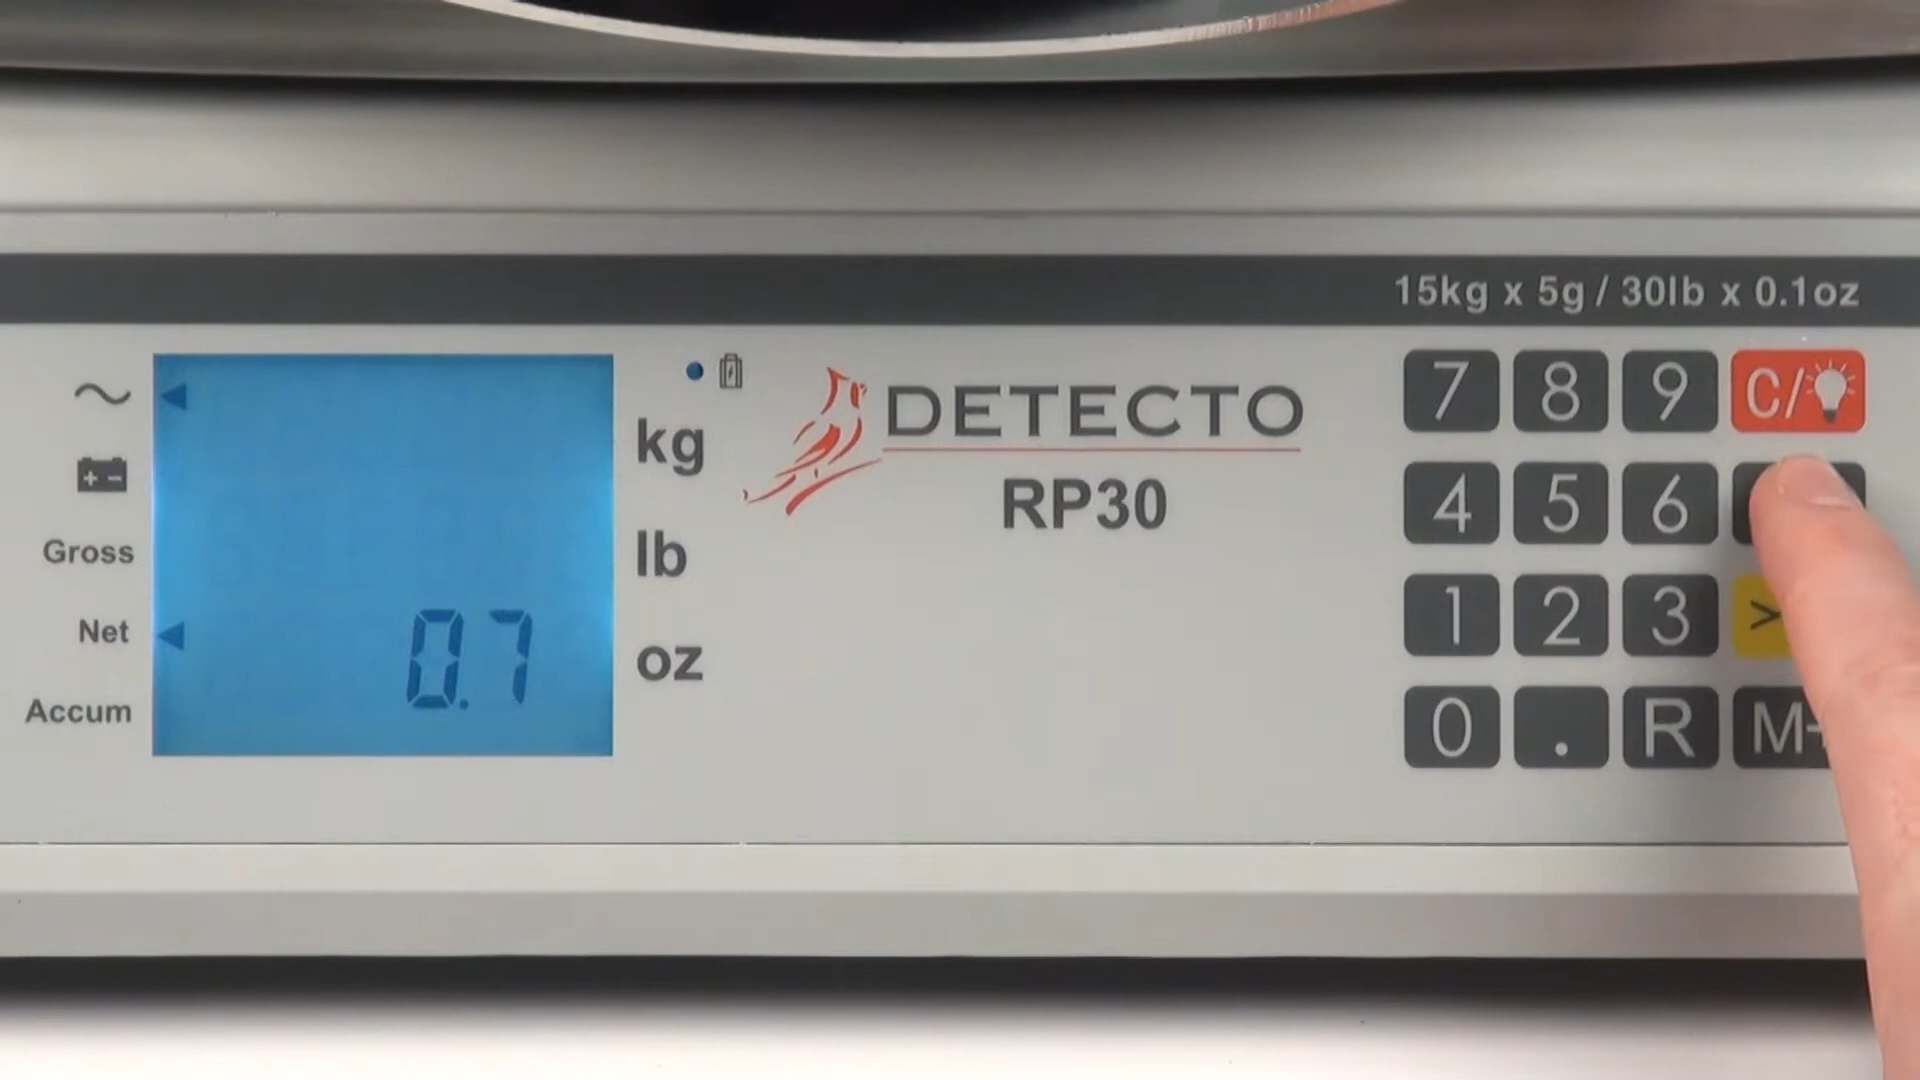 15kg x 5g / 30lb x 0.1oz
Gross
Net
Accum
0.7
kg
lb
oz
DETECTO
RP30
7 8 9 C/
4 5 6
1 2 3 >
0 . R M+